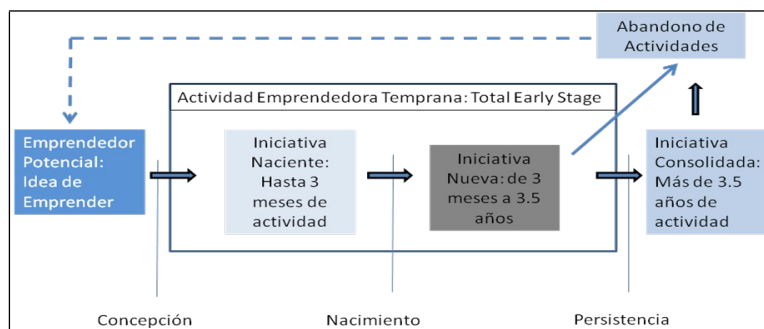 Abandono de
Actividades
Actividad Emprendedora Temprana: Total Early Stage
Emprendedor
Potencial:
Idea de
Emprender
Iniciativa
Naciente:
Hasta 3
meses de
actividad
Iniciativa
Nueva: de 3
meses a 3.5
años
Iniciativa
Consolidada:
Más de 3.5
años de
actividad
Concepción
Nacimiento
Persistencia